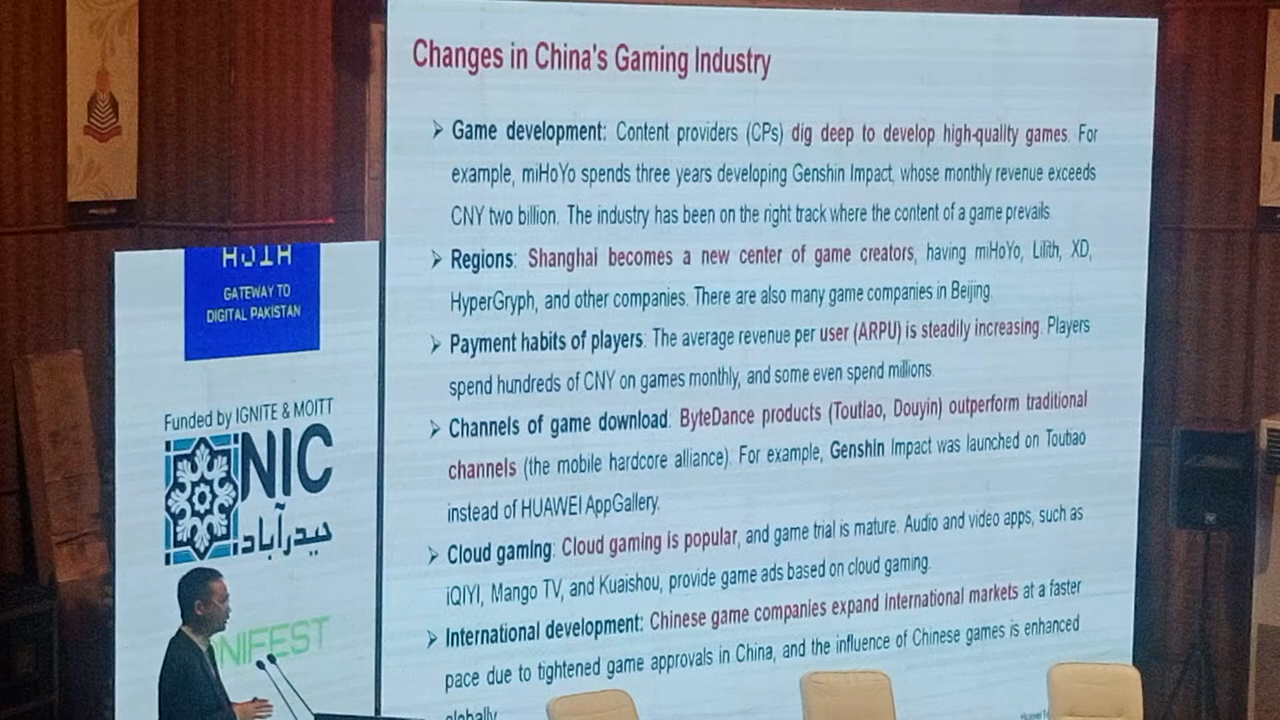 Changes in China's Gaming Industry
➢ Game development: Content providers (CPs) dig deep to develop high-quality games. For
example, miHoYo spends three years developing Genshin Impact, whose monthly revenue exceeds
CNY two billion. The industry has been on the right track where the content of a game prevails.
➢ Regions: Shanghai becomes a new center of game creators, having miHoYo, Lilith, XD,
HyperGryph, and other companies. There are also many game companies in Beijing.
➢ Payment habits of players: The average revenue per user (ARPU) is steadily increasing. Players
spend hundreds of CNY on games monthly, and some even spend millions.
➢ Channels of game download: ByteDance products (Toutiao, Douyin) outperform traditional
channels (the mobile hardcore alliance). For example, Genshin Impact was launched on Toutiao
instead of HUAWEI AppGallery.
➢ Cloud gaming: Cloud gaming is popular, and game trial is mature. Audio and video apps, such as
iQIYI, Mango TV, and Kuaishou, provide game ads based on cloud gaming.
➢ International development: Chinese game companies expand International markets at a faster
pace due to tightened game approvals in China, and the influence of Chinese games is enhanced
globally.
GATEWAY TO
DIGITAL PAKISTAN
Funded by IGNITE & MOITT
NIC
حیدرآباد
NIFEST